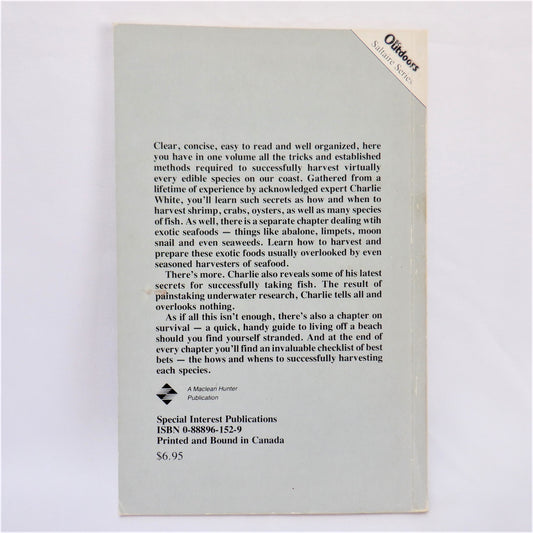 BC
Outdoors
Saltaire Series
Clear, concise, easy to read and well organized, here
you have in one volume all the tricks and established
methods required to successfully harvest virtually
every edible species on our coast. Gathered from a
lifetime of experience by acknowledged expert Charlie
White, you'll learn such secrets as how and when to
harvest shrimp, crabs, oysters, as well as many species
of fish. As well, there is a separate chapter dealing wtih
exotic seafoods — things like abalone, limpets, moon
snail and even seaweeds. Learn how to harvest and
prepare these exotic foods usually overlooked by even
seasoned harvesters of seafood.
There's more. Charlie also reveals some of his latest
secrets for successfully taking fish. The result of
painstaking underwater research, Charlie tells all and
overlooks nothing.
As if all this isn't enough, there's also a chapter on
survival — a quick, handy guide to living off a beach
should you find yourself stranded. And at the end of
every chapter you'll find an invaluable checklist of best
bets — the hows and whens to successfully harvesting
each species.
A Maclean Hunter
Publication
Special Interest Publications
ISBN 0-88896-152-9
Printed and Bound in Canada
$6.95